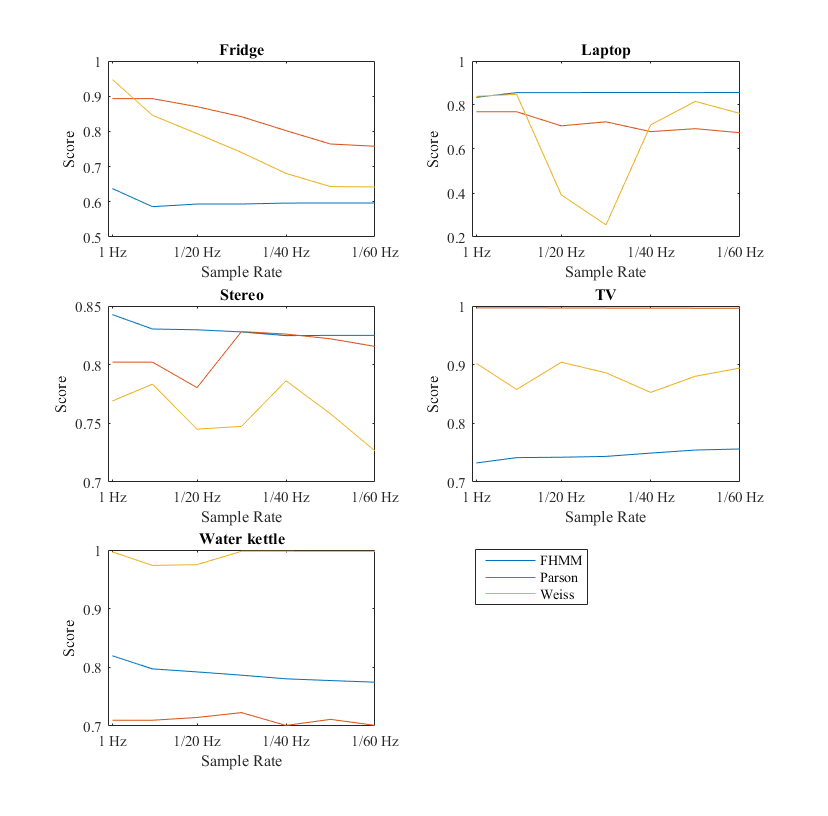 Fridge
1
0.9
0.8
0.7
0.6
0.5
Score
1 Hz 1/20 Hz 1/40 Hz 1/60 Hz
Sample Rate
Laptop
1
0.8
0.6
0.4
0.2
Score
1 Hz 1/20 Hz 1/40 Hz 1/60 Hz
Sample Rate
Stereo
0.85
0.8
0.75
0.7
Score
1 Hz 1/20 Hz 1/40 Hz 1/60 Hz
Sample Rate
TV
1
0.9
0.8
0.7
Score
1 Hz 1/20 Hz 1/40 Hz 1/60 Hz
Sample Rate
Water kettle
1
0.9
0.8
0.7
Score
1 Hz 1/20 Hz 1/40 Hz 1/60 Hz
Sample Rate
FHMM
Parson
Weiss